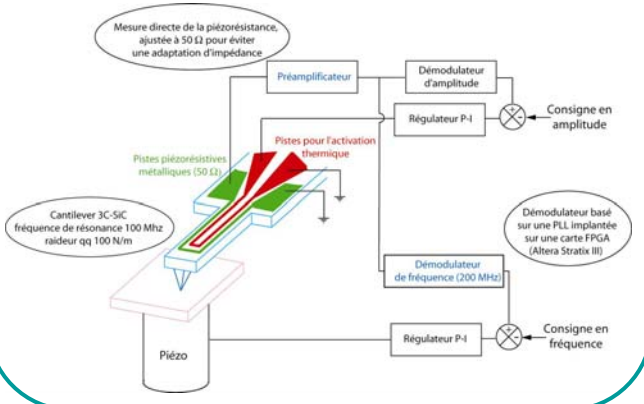 Mesure directe de la piézorésistance,
ajustée à 50 Ω pour éviter
une adaptation d'impédance
Préamplificateur
Démodulateur
d'amplitude
+
-
Consigne en
amplitude
Régulateur P-I
Pistes pour l'activation
thermique
Pistes piézorésistives
métalliques (50 Ω)
Cantilever 3C-SiC
fréquence de résonance 100 Mhz
raideur qq 100 N/m
Démodulateur basé
sur une PLL implantée
sur une carte FPGA
(Altera Stratix III)
Démodulateur
de fréquence (200 MHz)
+
-
Consigne en
fréquence
Régulateur P-I
Piézo